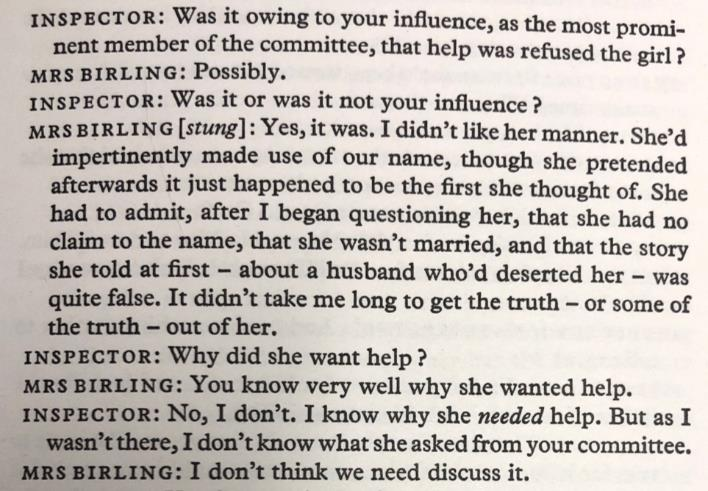 INSPECTOR: Was it owing to your influence, as the most promi-
nent member of the committee, that help was refused the girl?
MRS BIRLING: Possibly.
INSPECTOR: Was it or was it not your influence?
MRS BIRLING [stung]: Yes, it was. I didn't like her manner. She'd
impertinently made use of our name, though she pretended
afterwards it just happened to be the first she thought of. She
had to admit, after I began questioning her, that she had no
claim to the name, that she wasn't married, and that the story
she told at first – about a husband who'd deserted her – was
quite false. It didn't take me long to get the truth – or some of
the truth – out of her.
INSPECTOR: Why did she want help?
MRS BIRLING: You know very well why she wanted help.
INSPECTOR: No, I don't. I know why she needed help. But as I
wasn't there, I don't know what she asked from your committee.
MRS BIRLING: I don't think we need discuss it.